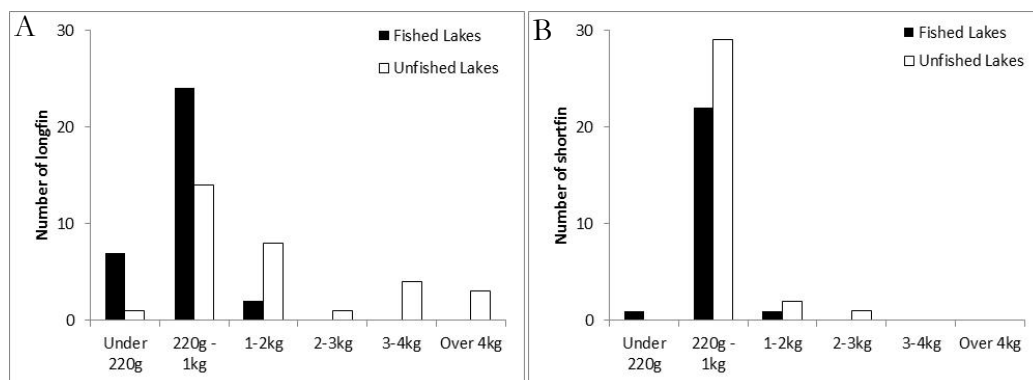 A
Number of longfin
30
20
10
0
Fished Lakes
Unfished Lakes
Under
220g
220g -
1kg
1-2kg
2-3kg
3-4kg
Over 4kg
B
Number of shortfin
30
20
10
0
Fished Lakes
Unfished Lakes
Under
220g
220g -
1kg
1-2kg
2-3kg
3-4kg
Over 4kg